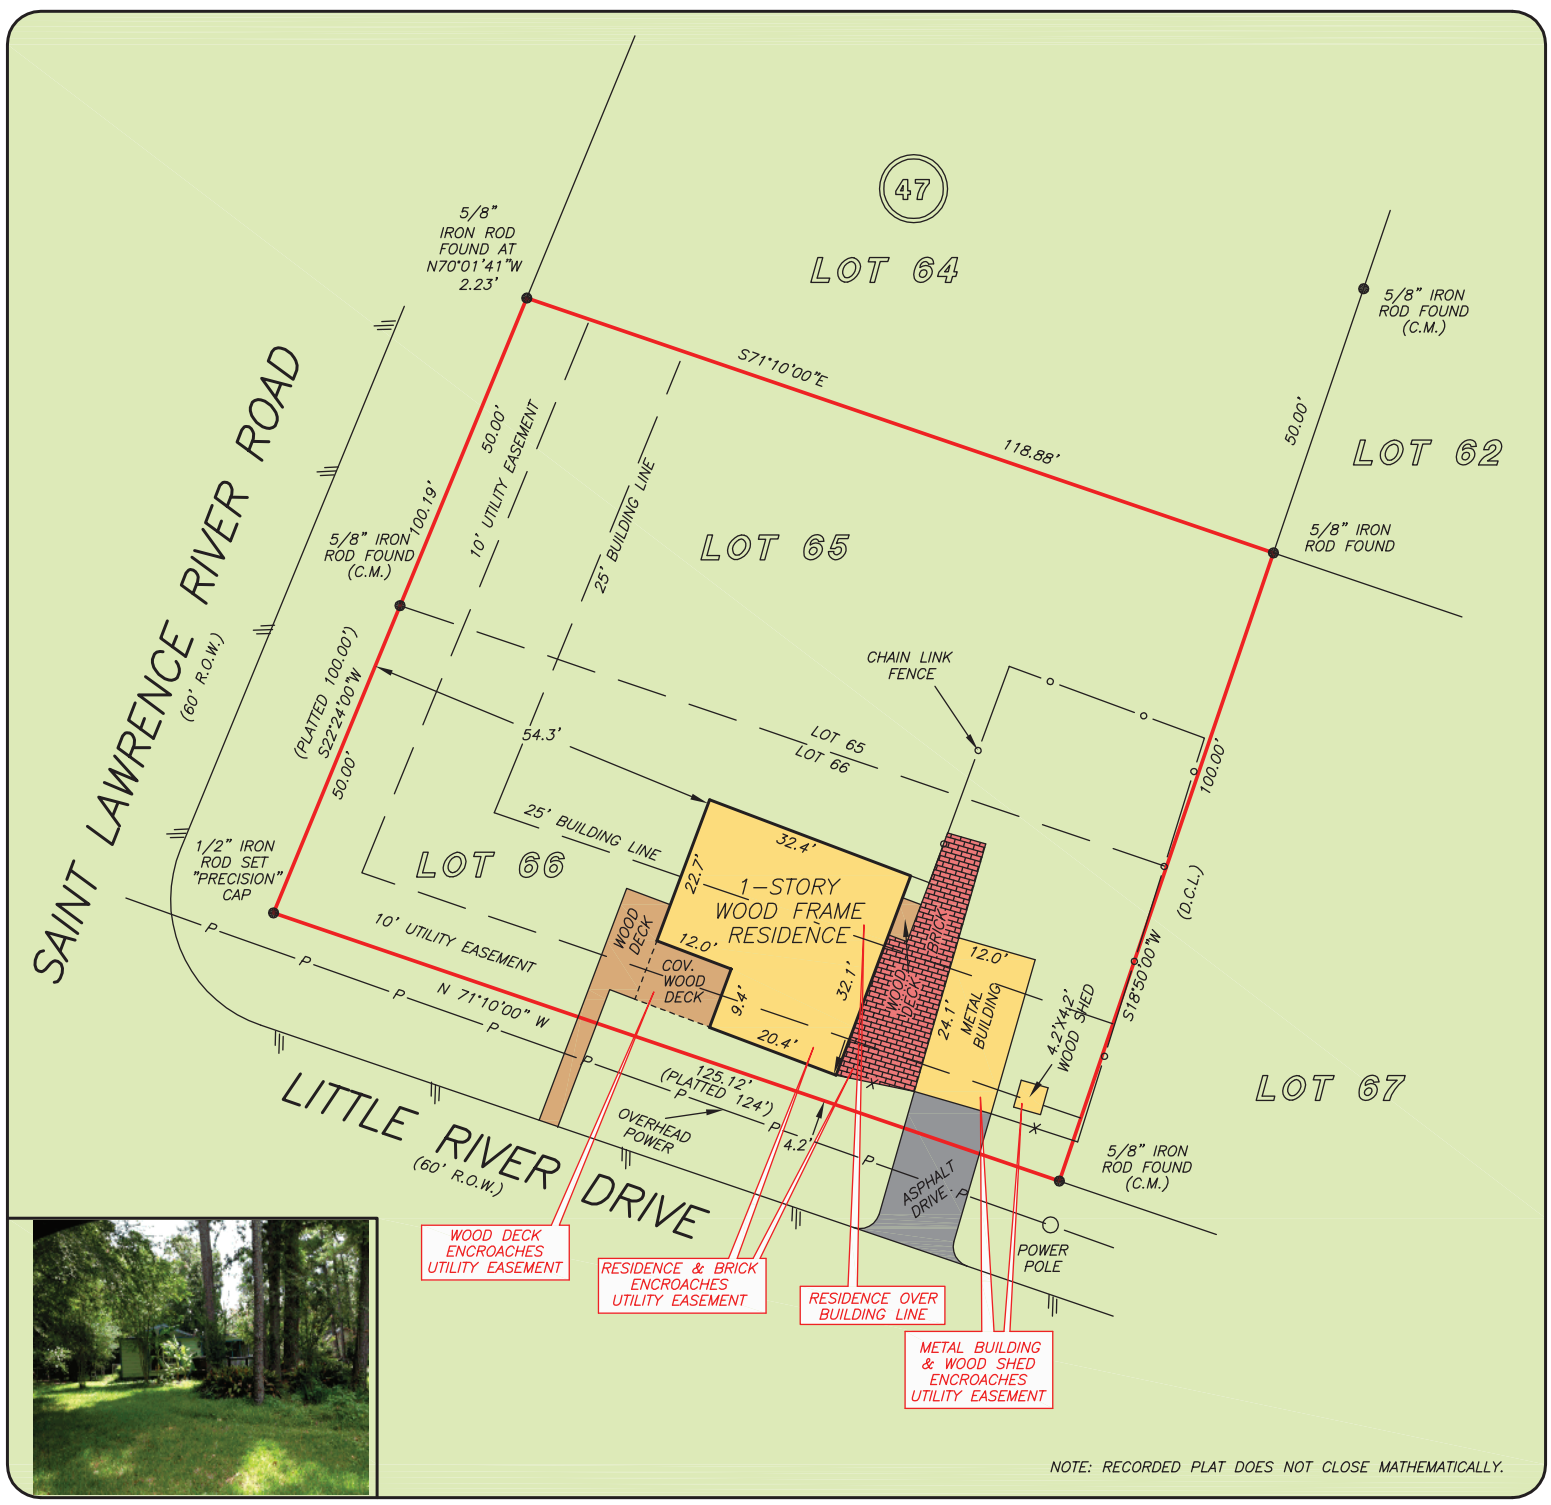 47
LOT 64
5/8"
IRON ROD
FOUND AT
N70°01'41"W
2.23'
5/8" IRON
ROD FOUND
(C.M.)
S71°10'00"E
118.88'
50.00'
LOT 62
5/8" IRON
ROD FOUND
50.00'
100.19'
10' UTILITY EASEMENT
25' BUILDING LINE
LOT 65
5/8" IRON
ROD FOUND
(C.M.)
SAINT LAWRENCE RIVER ROAD
(60' R.O.W.)
(PLATTED 100.00')
S22°24'00"W
50.00'
CHAIN LINK
FENCE
54.3'
LOT 65
LOT 66
100.00'
(D.C.L.)
S18°50'00"W
1/2" IRON
ROD SET
"PRECISION"
CAP
LOT 66
25' BUILDING LINE
32.4'
22.7'
1-STORY
WOOD FRAME
RESIDENCE
12.0'
9.4'
20.4'
32.1'
WOOD
DECK
COV.
WOOD
DECK
BRICK
WOOD
DECK
12.0'
24.1'
METAL
BUILDING
4.2'X4.2'
WOOD SHED
10' UTILITY EASEMENT
N 71°10'00" W
P
P
P
P
P
P
P
P
125.12'
(PLATTED 124')
OVERHEAD
POWER
4.2'
LOT 67
5/8" IRON
ROD FOUND
(C.M.)
LITTLE RIVER DRIVE
(60' R.O.W.)
ASPHALT
DRIVE
POWER
POLE
WOOD DECK
ENCROACHES
UTILITY EASEMENT
RESIDENCE & BRICK
ENCROACHES
UTILITY EASEMENT
RESIDENCE OVER
BUILDING LINE
METAL BUILDING
& WOOD SHED
ENCROACHES
UTILITY EASEMENT
NOTE: RECORDED PLAT DOES NOT CLOSE MATHEMATICALLY.